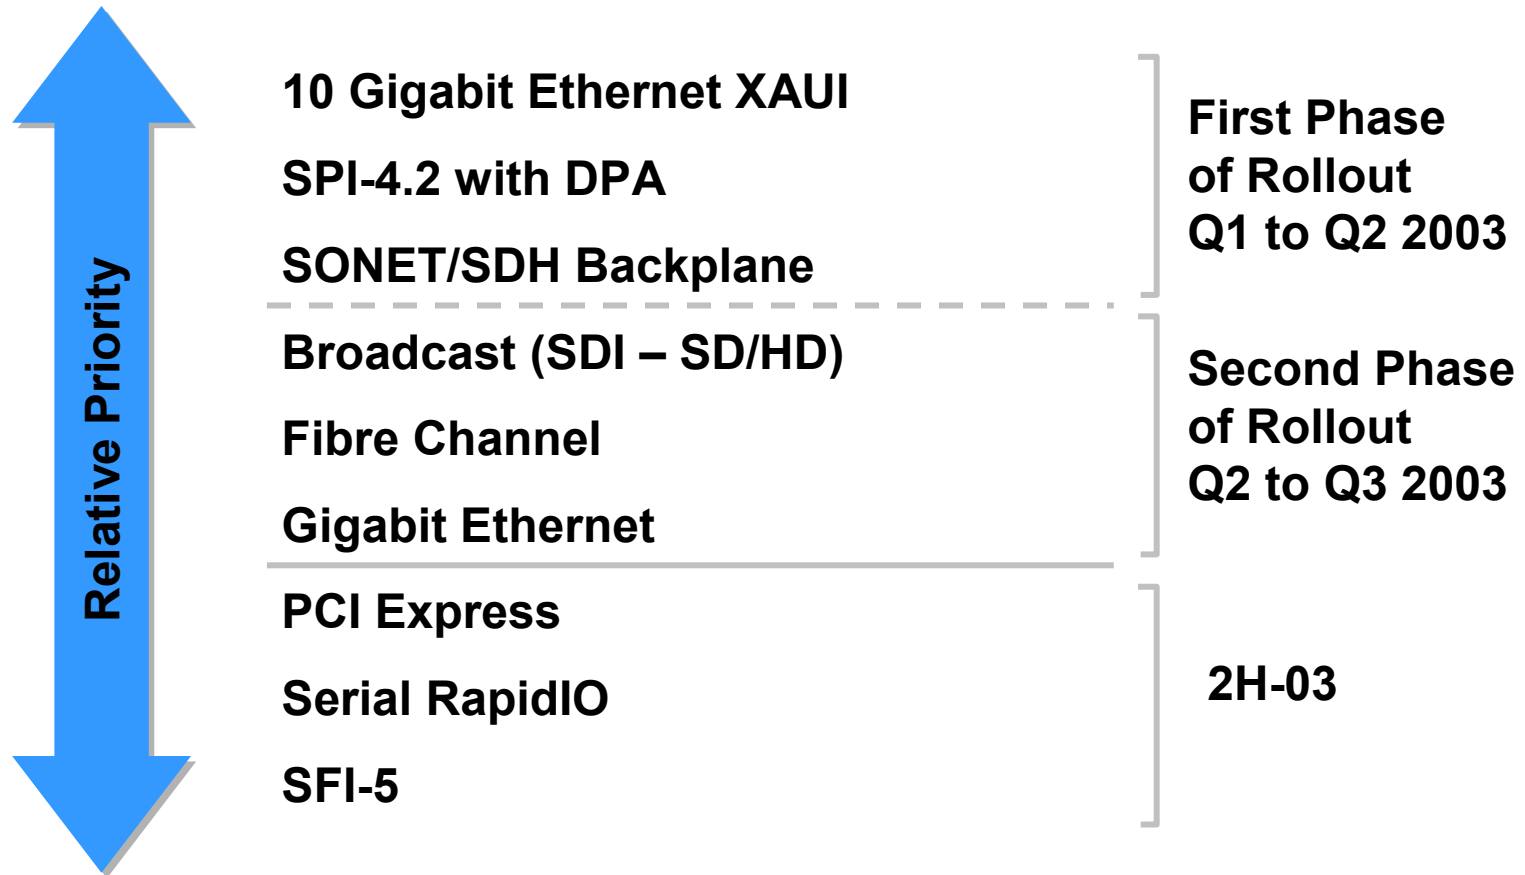 Relative Priority
10 Gigabit Ethernet XAUI
SPI-4.2 with DPA
SONET/SDH Backplane
First Phase
of Rollout
Q1 to Q2 2003
Broadcast (SDI – SD/HD)
Fibre Channel
Gigabit Ethernet
Second Phase
of Rollout
Q2 to Q3 2003
PCI Express
Serial RapidIO
SFI-5
2H-03